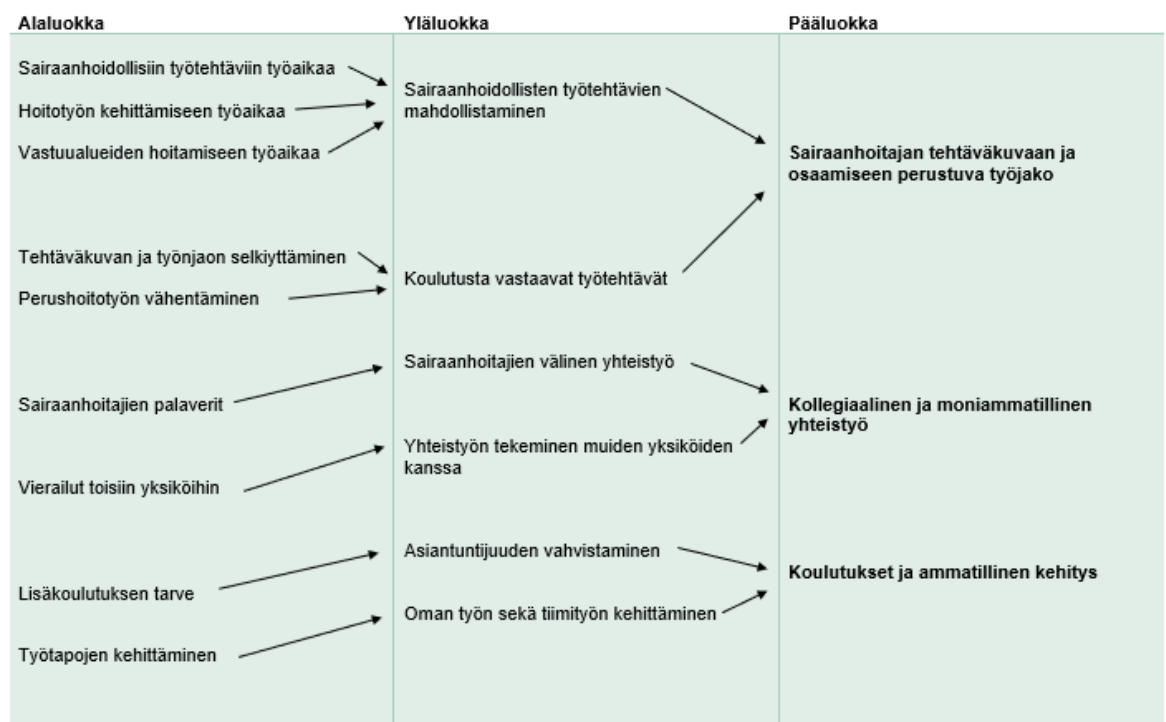 Alaluokka
Yläluokka
Pääluokka
Sairaanhoidollisiin työtehtäviin työaikaa
Hoitotyön kehittämiseen työaikaa
Vastuualueiden hoitamiseen työaikaa
Sairaanhoidollisten työtehtävien
mahdollistaminen
Sairaanhoitajan tehtäväkuvaan ja
osaamiseen perustuva työjako
Tehtäväkuvan ja työnjaon selkiyttäminen
Perushoitotyön vähentäminen
Koulutusta vastaavat työtehtävät
Sairaanhoitajien palaverit
Sairaanhoitajien välinen yhteistyö
Kollegiaalinen ja moniammatillinen
yhteistyö
Vierailut toisiin yksiköihin
Yhteistyön tekeminen muiden yksiköiden
kanssa
Lisäkoulutuksen tarve
Asiantuntijuuden vahvistaminen
Koulutukset ja ammatillinen kehitys
Työtapojen kehittäminen
Oman työn sekä tiimityön kehittäminen